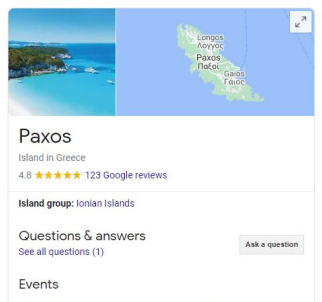 Longos
Λογγος
Paxos
Παξοί
Gaios
Γάιος
Paxos
Island in Greece
4.8 ★★★★★ 123 Google reviews
Island group: Ionian Islands
Questions & answers
See all questions (1)
Ask a question
Events